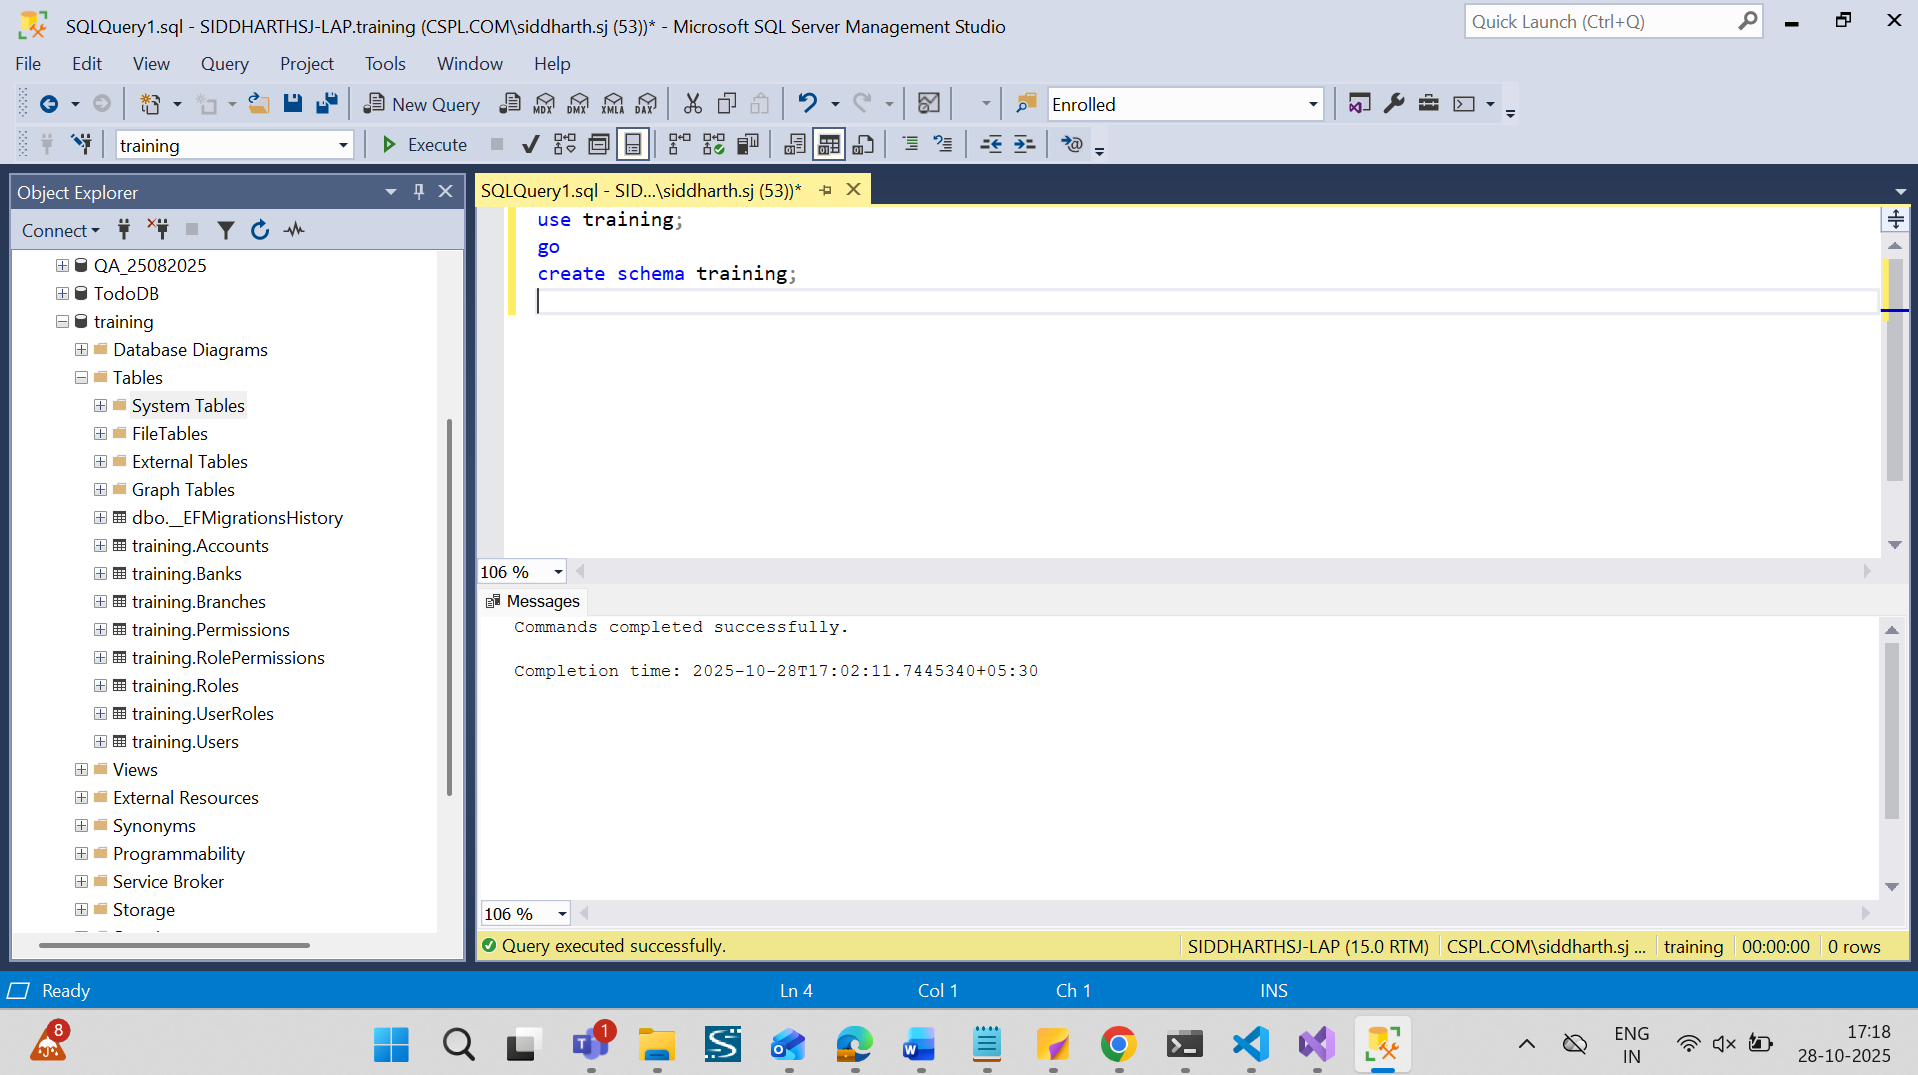 SQLQuery1.sql - SIDDHARTHSJ-LAP.training (CSPL.COM\siddharth.sj (53))* - Microsoft SQL Server Management Studio
Quick Launch (Ctrl+Q)
File Edit View Query Project Tools Window Help
New Query
MDX DMX XMLA DAX
Enrolled
training
Execute
Object Explorer
Connect
QA_25082025
TodoDB
training
Database Diagrams
Tables
System Tables
FileTables
External Tables
Graph Tables
dbo.__EFMigrationsHistory
training.Accounts
training.Banks
training.Branches
training.Permissions
training.RolePermissions
training.Roles
training.UserRoles
training.Users
Views
External Resources
Synonyms
Programmability
Service Broker
Storage
SQLQuery1.sql - SID...\siddharth.sj (53))*
use training;
go
create schema training;
106 %
Messages
Commands completed successfully.
Completion time: 2025-10-28T17:02:11.7445340+05:30
106 %
Query executed successfully.
SIDDHARTHSJ-LAP (15.0 RTM)
CSPL.COM\siddharth.sj ...
training
00:00:00
0 rows
Ready
Ln 4
Col 1
Ch 1
INS
8
1
ENG
IN
17:18
28-10-2025